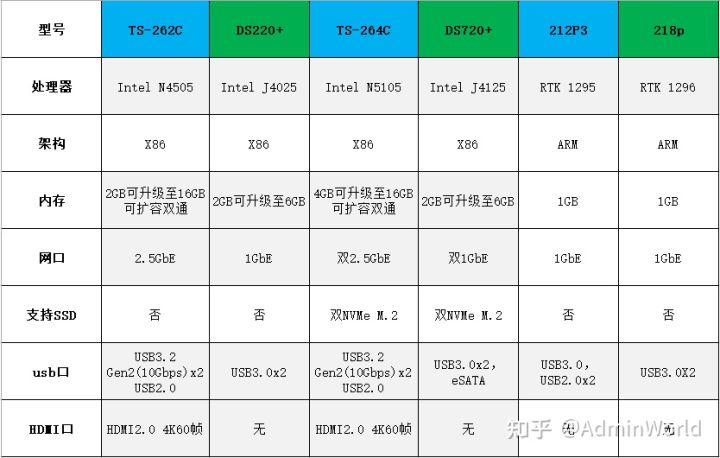 型号 TS-262C DS220+ TS-264C DS720+ 212P3 218p
处理器 Intel N4505 Intel J4025 Intel N5105 Intel J4125 RTK 1295 RTK 1296
架构 X86 X86 X86 X86 ARM ARM
内存 2GB可升级至16GB可扩容双通 2GB可升级至6GB 4GB可升级至16GB可扩容双通 2GB可升级至6GB 1GB 1GB
网口 2.5GbE 1GbE 双2.5GbE 双1GbE 1GbE 1GbE
支持SSD 否 否 双NVMe M.2 双NVMe M.2 否 否
usb口 USB3.2 Gen2(10Gbps)x2 USB2.0 USB3.0x2 USB3.2 Gen2(10Gbps)x2 USB2.0 USB3.0x2, eSATA USB3.0, USB2.0x2 USB3.0X2
HDMI口 HDMI2.0 4K60帧 无 HDMI2.0 4K60帧 无 无 无
知乎 @AdminWorld